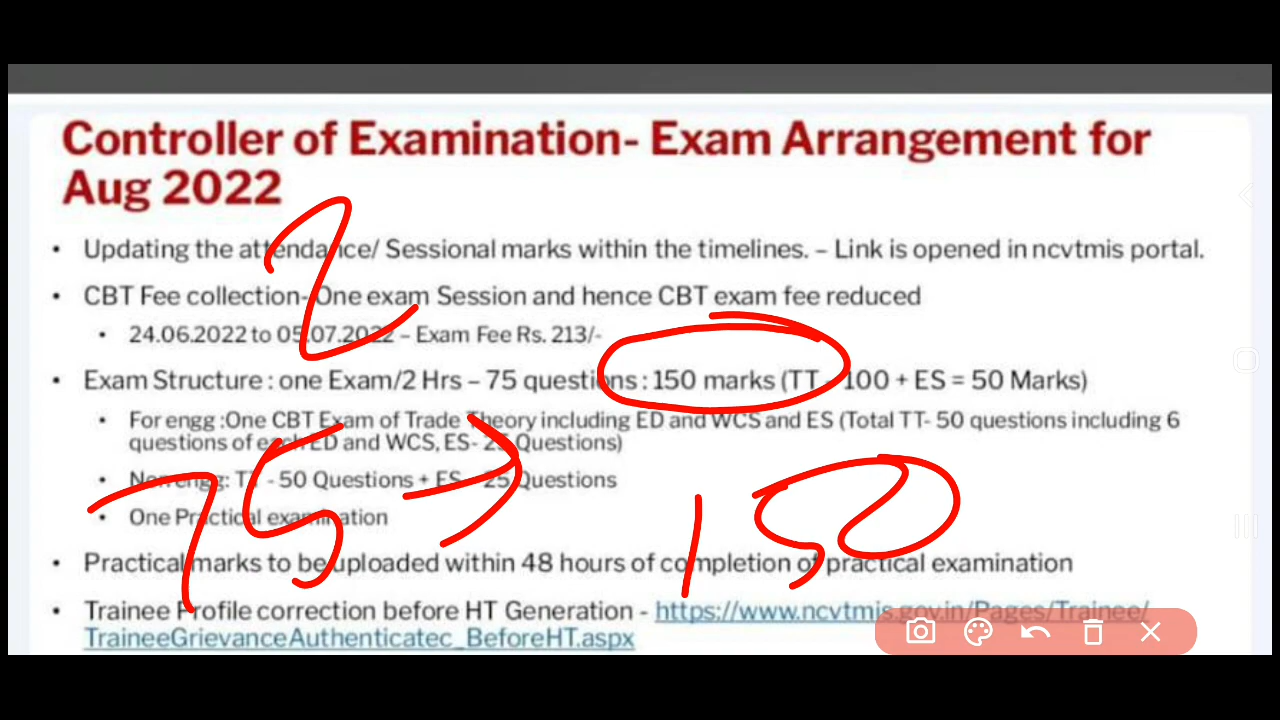 Controller of Examination- Exam Arrangement for
Aug 2022
• Updating the attendance/ Sessional marks within the timelines. – Link is opened in ncvtmis portal.
• CBT Fee collection- One exam Session and hence CBT exam fee reduced
• 24.06.2022 to 05.07.2022 – Exam Fee Rs. 213/-
• Exam Structure : one Exam/2 Hrs – 75 questions : 150 marks (TT - 100 + ES = 50 Marks)
• For engg :One CBT Exam of Trade Theory including ED and WCS and ES (Total TT- 50 questions including 6
questions of each ED and WCS, ES- 25 Questions)
• Non engg: TT - 50 Questions + ES - 25 Questions
• One Practical examination
• Practical marks to be uploaded within 48 hours of completion of practical examination
• Trainee Profile correction before HT Generation - https://www.ncvtmis.gov.in/Pages/Trainee/
TraineeGrievanceAuthenticatec_BeforeHT.aspx
2
75 → 150